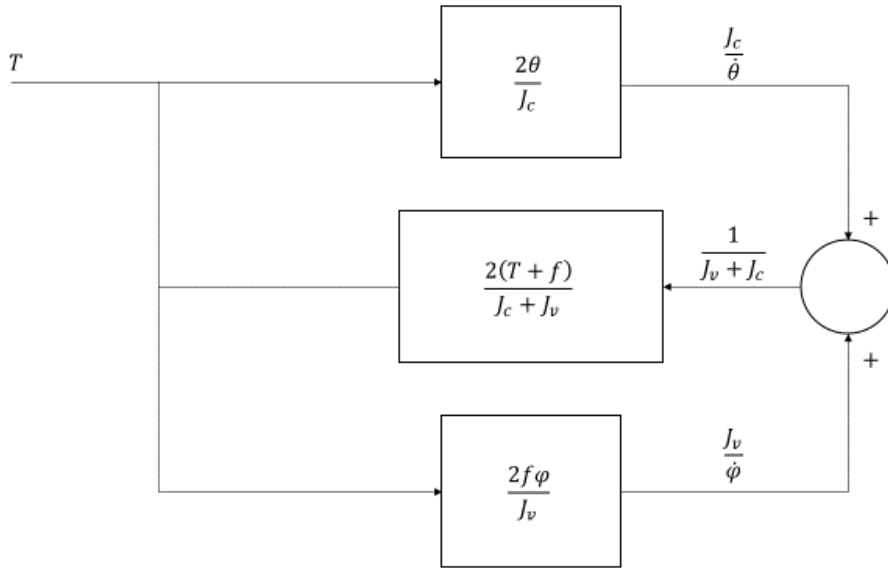 T
2θ
J_c
J_c
θ̇
+
2(T + f)
J_c + J_v
1
J_v + J_c
+
2fφ
J_v
J_v
φ̇